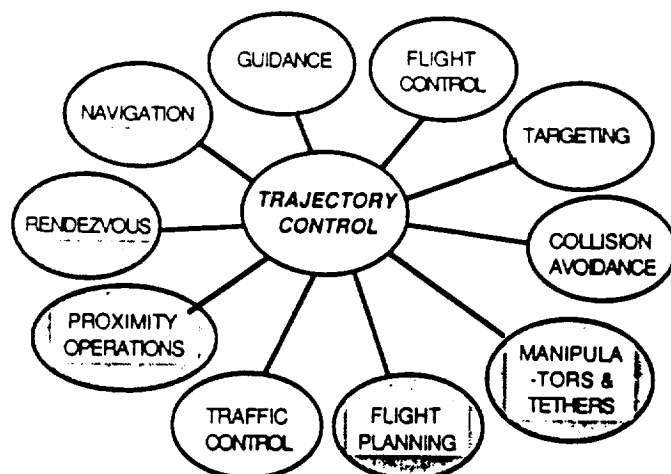 GUIDANCE
FLIGHT
CONTROL
NAVIGATION
TARGETING
TRAJECTORY
CONTROL
RENDEZVOUS
COLLISION
AVOIDANCE
PROXIMITY
OPERATIONS
MANIPULA
-TORS &
TETHERS
TRAFFIC
CONTROL
FLIGHT
PLANNING